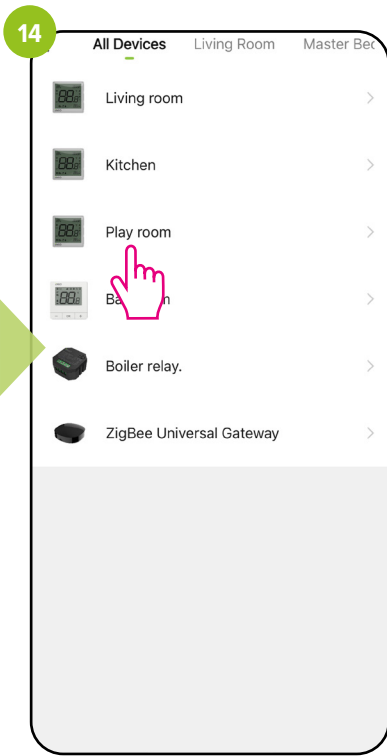 14
All Devices Living Room Master Bec
Living room
Kitchen
Play room
Boiler relay.
ZigBee Universal Gateway